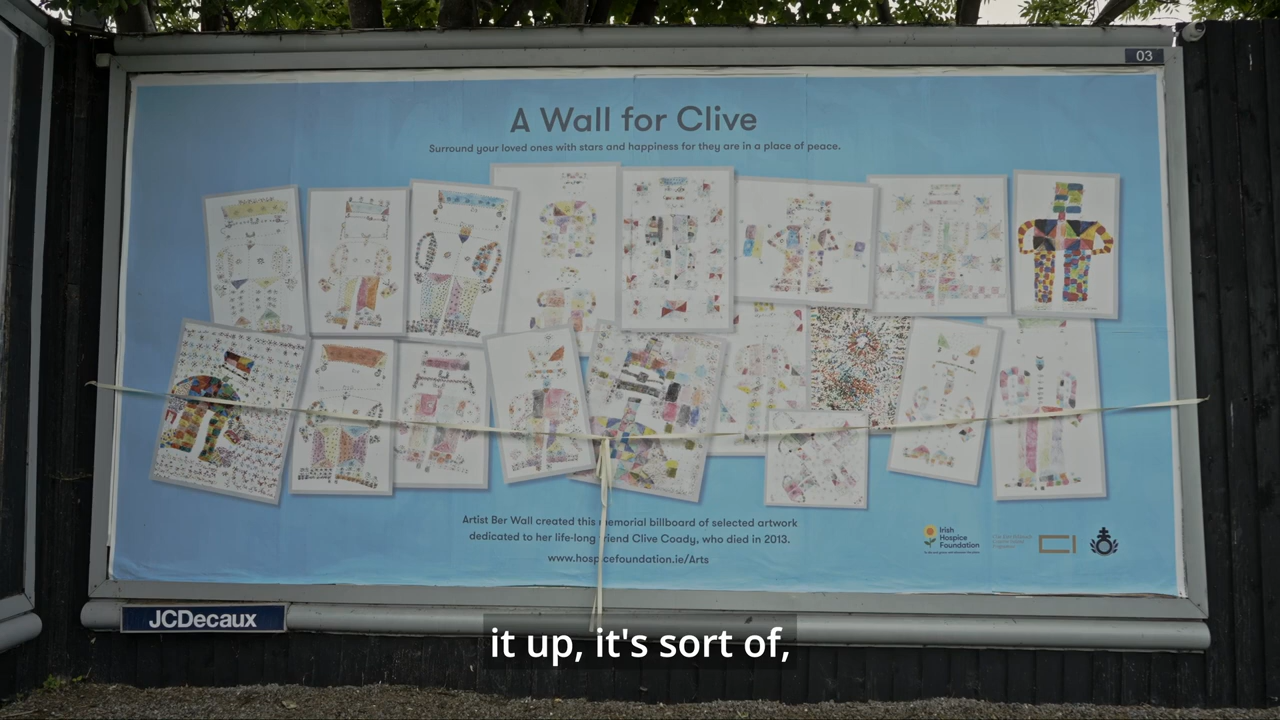 03
A Wall for Clive
Surround your loved ones with stars and happiness for they are in a place of peace.
Artist Ber Wall created this memorial billboard of selected artwork
dedicated to her life-long friend Clive Coady, who died in 2013.
www.hospicefoundation.ie/Arts
Irish
Hospice
Foundation
JCDecaux
it up, it's sort of,